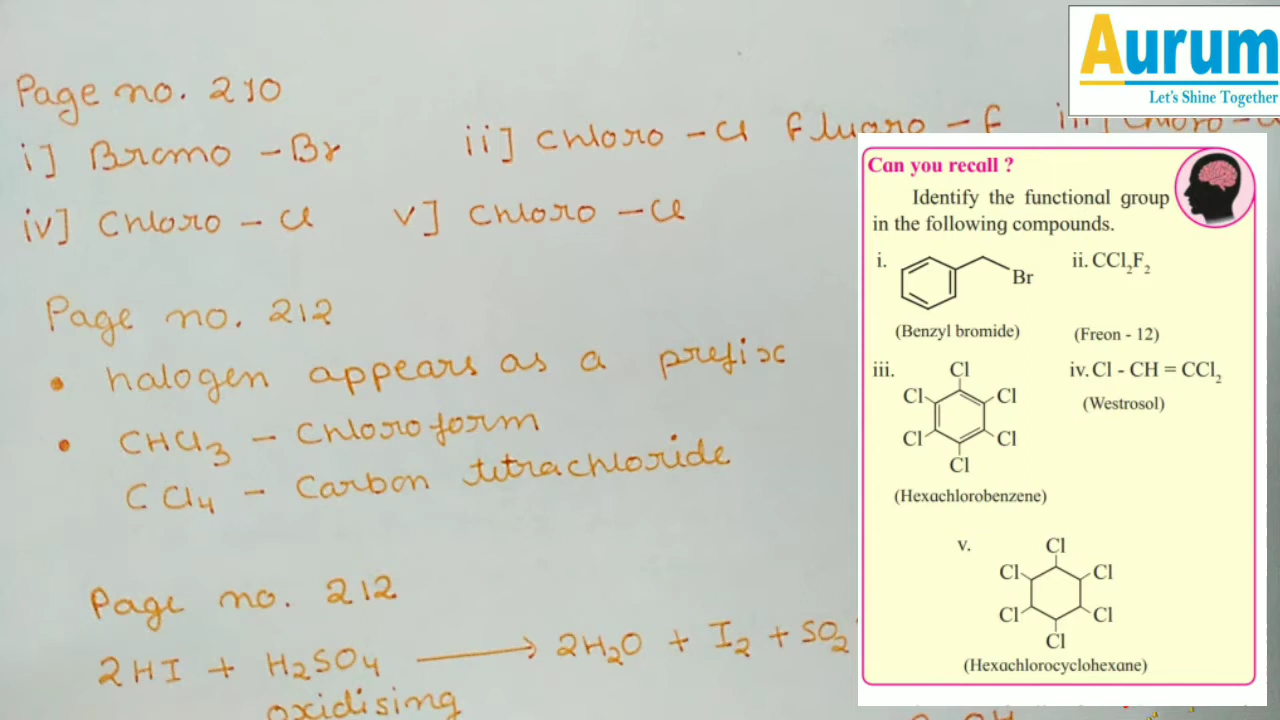 Aurum
Let's Shine Together
Page no. 210
i] Bromo - Br ii] Chloro - Cl Fluoro - F iii] Chloro - Cl
iv] Chloro - Cl v] Chloro - Cl
Page no. 212
• halogen appears as a prefix
• CHCl₃ - Chloroform
CCl₄ - Carbon tetrachloride
Page no. 212
2HI + H₂SO₄ → 2H₂O + I₂ + SO₂
oxidising
Can you recall ?
Identify the functional group
in the following compounds.
i. Br
(Benzyl bromide)
ii. CCl₂F₂
(Freon - 12)
iii. Cl
Cl Cl
Cl Cl
Cl
(Hexachlorobenzene)
iv. Cl - CH = CCl₂
(Westrosol)
v. Cl
Cl Cl
Cl Cl
Cl
(Hexachlorocyclohexane)